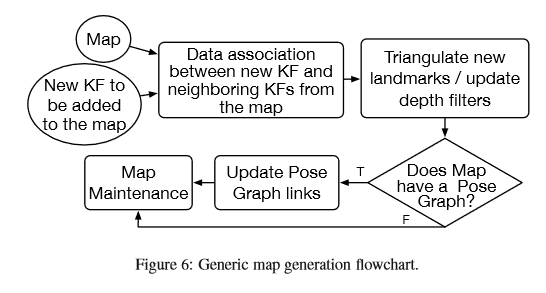 Map
New KF to
be added
to the map
Data association
between new KF and
neighboring KFs from
the map
Triangulate new
landmarks / update
depth filters
Does Map
have a Pose
Graph?
T
F
Update Pose
Graph links
Map
Maintenance
Figure 6: Generic map generation flowchart.